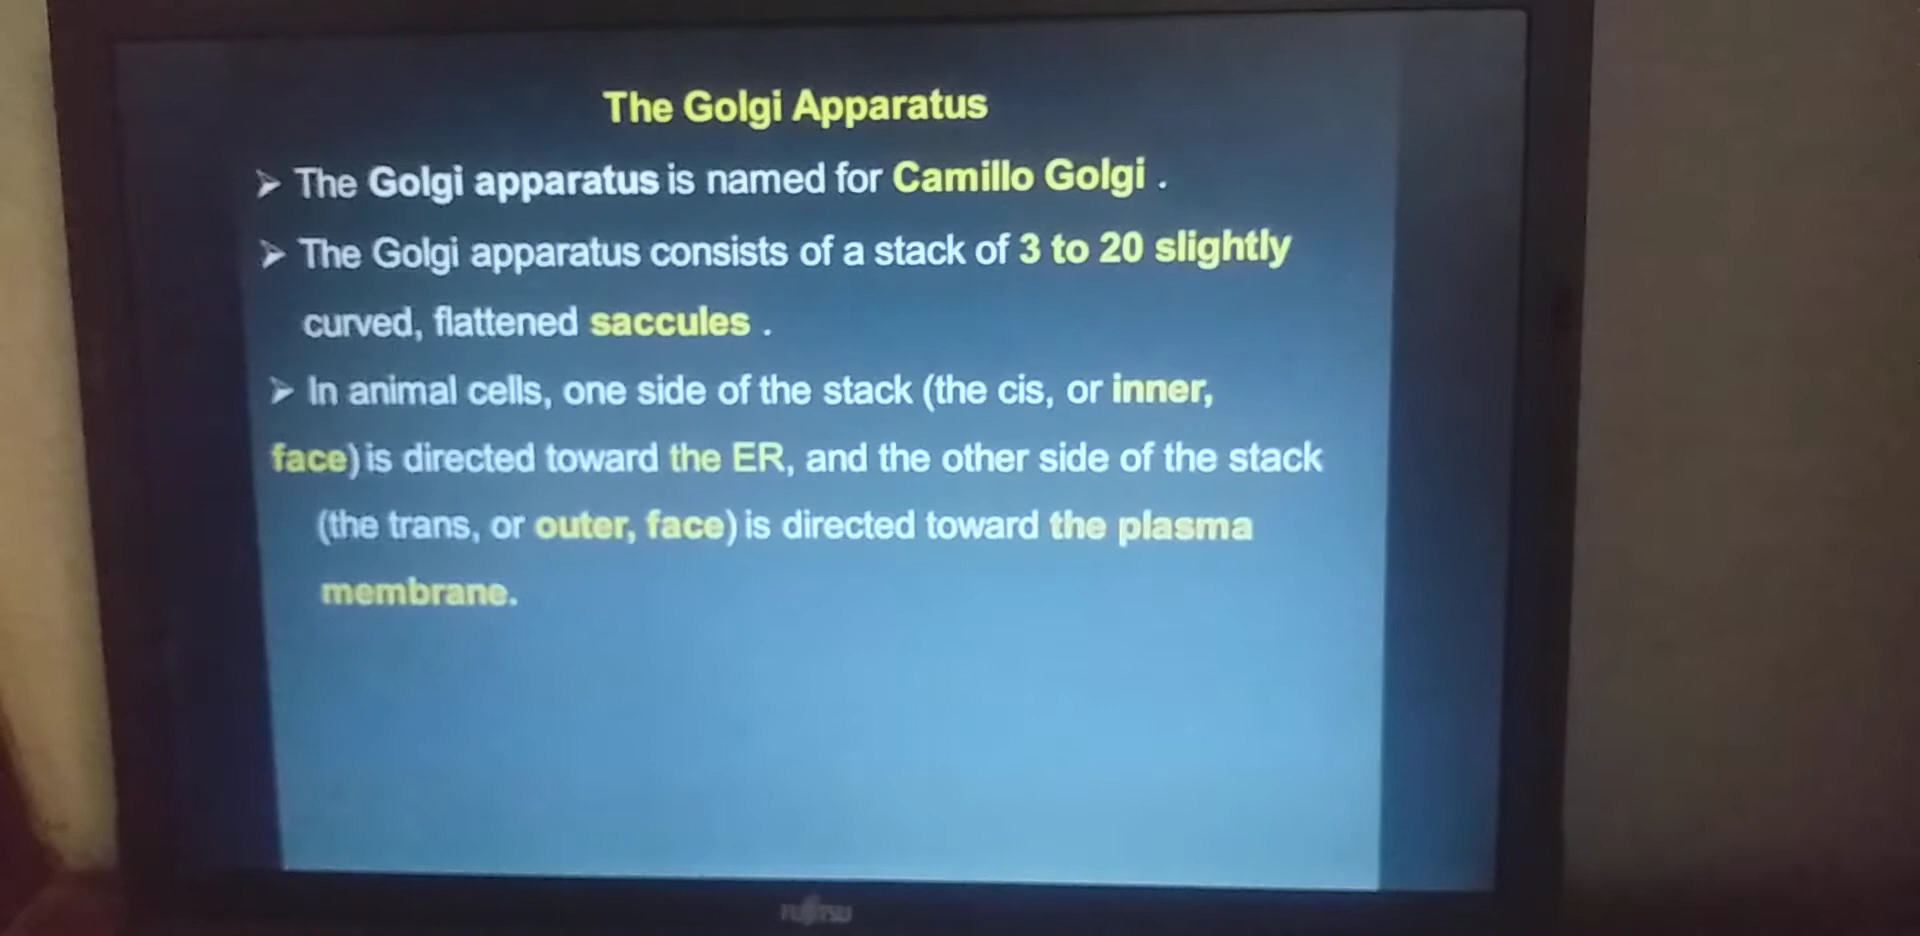 The Golgi Apparatus
➢ The Golgi apparatus is named for Camillo Golgi .
➢ The Golgi apparatus consists of a stack of 3 to 20 slightly
curved, flattened saccules .
➢ In animal cells, one side of the stack (the cis, or inner,
face) is directed toward the ER, and the other side of the stack
(the trans, or outer, face) is directed toward the plasma
membrane.
FUJITSU